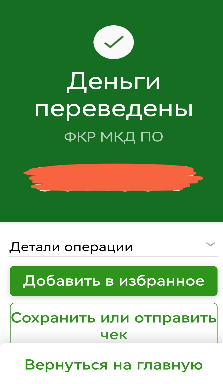 Деньги
переведены
ФКР МКД ПО
Детали операции
Добавить в избранное
Сохранить или отправить
чек
Вернуться на главную